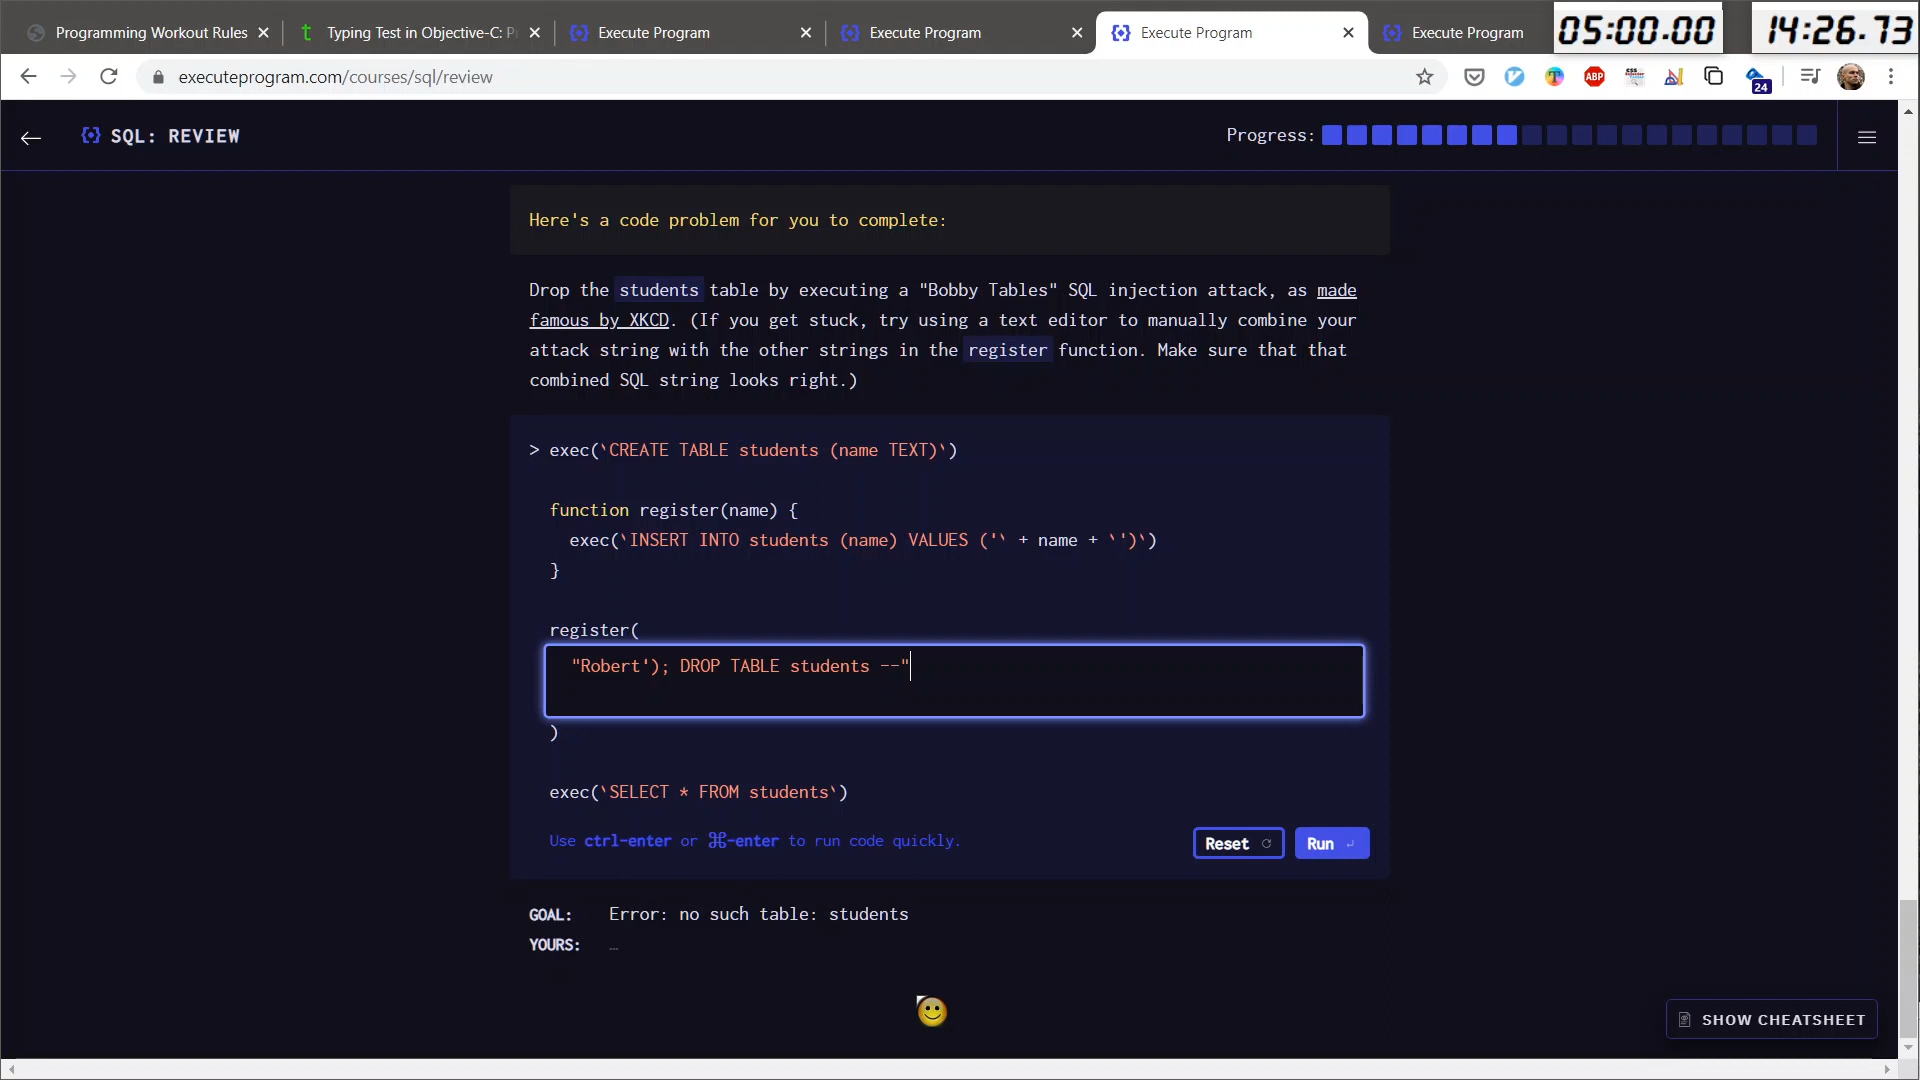 Programming Workout Rules
Typing Test in Objective-C: P
Execute Program
Execute Program
Execute Program
Execute Program
05:00.00
14:26.73
executeprogram.com/courses/sql/review
ABP
24
SQL: REVIEW
Progress:
Here's a code problem for you to complete:
Drop the students table by executing a "Bobby Tables" SQL injection attack, as made
famous by XKCD. (If you get stuck, try using a text editor to manually combine your
attack string with the other strings in the register function. Make sure that that
combined SQL string looks right.)
> exec(`CREATE TABLE students (name TEXT)`)
function register(name) {
exec(`INSERT INTO students (name) VALUES ('` + name + `')`)
}
register(
"Robert'); DROP TABLE students --"
)
exec(`SELECT * FROM students`)
Use ctrl-enter or ⌘-enter to run code quickly.
Reset
Run
GOAL: Error: no such table: students
YOURS: …
SHOW CHEATSHEET